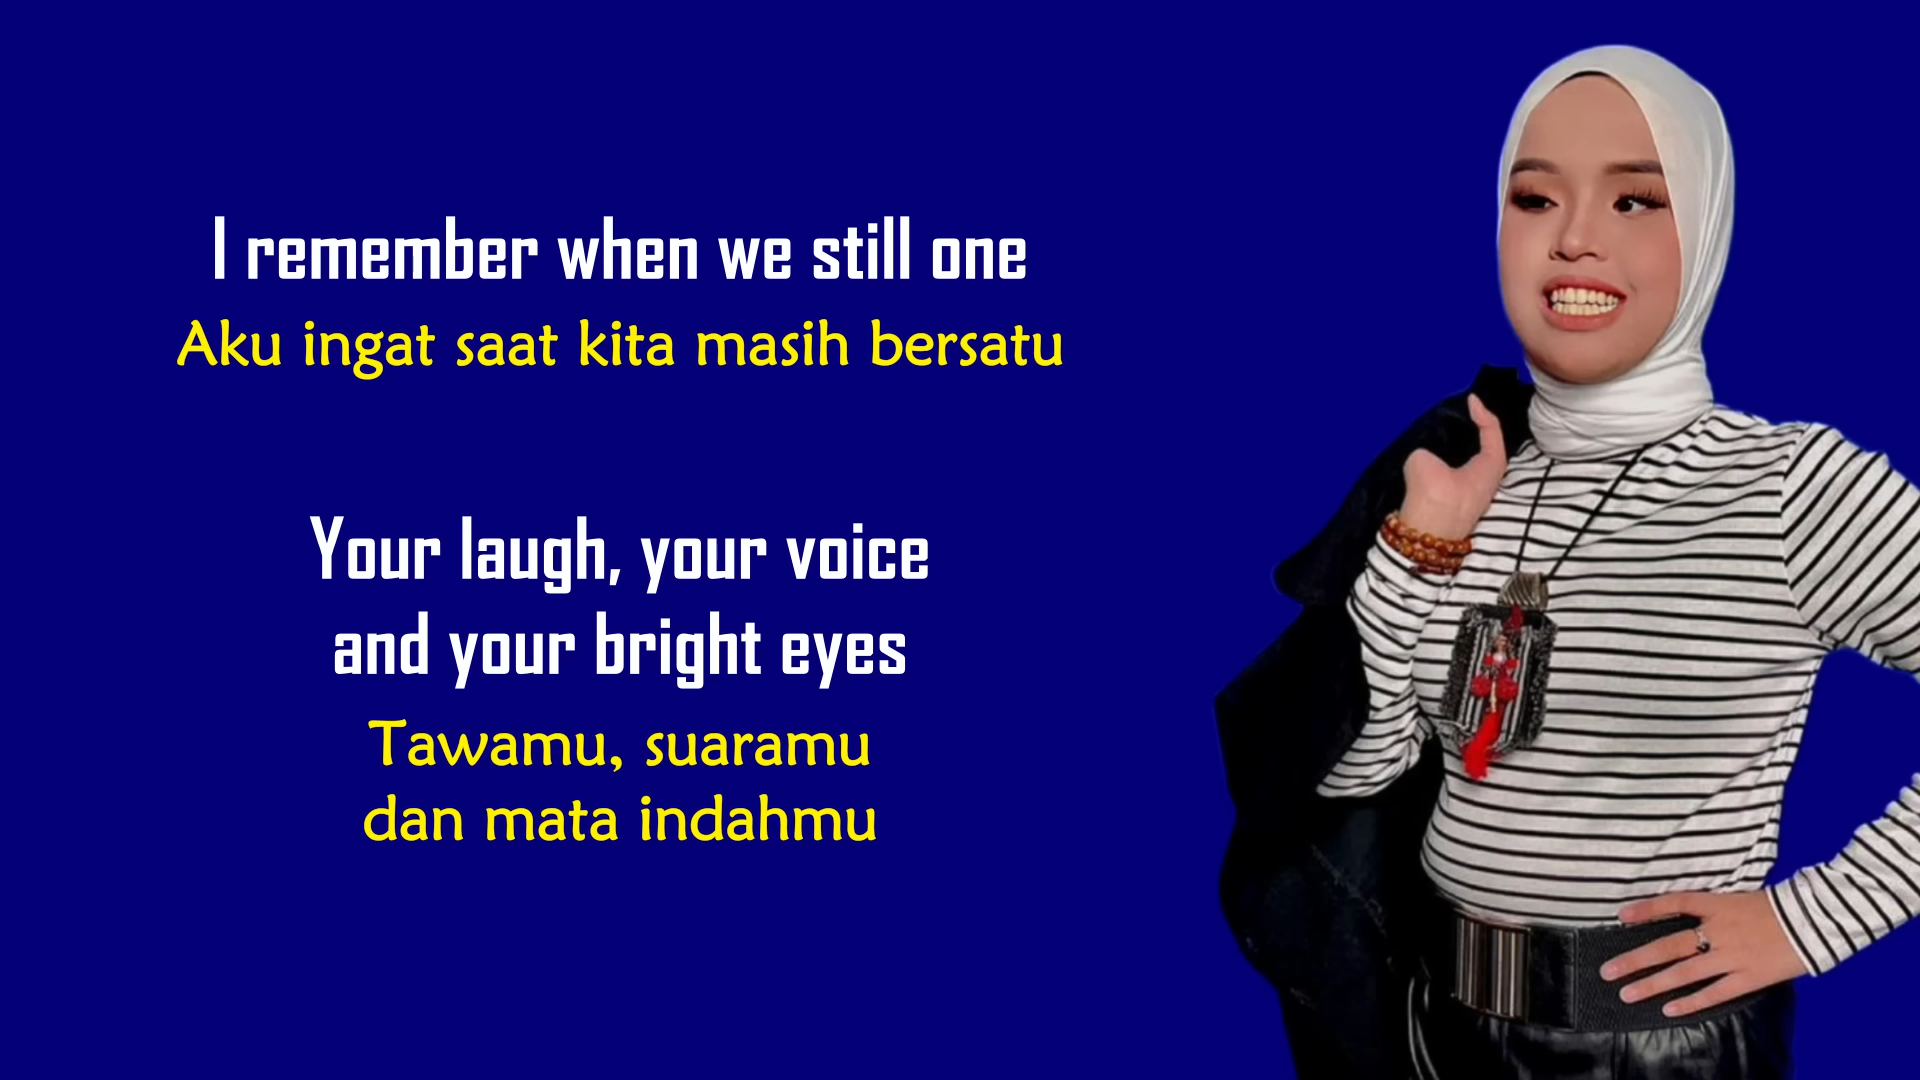 I remember when we still one
Aku ingat saat kita masih bersatu
Your laugh, your voice
and your bright eyes
Tawamu, suaramu
dan mata indahmu